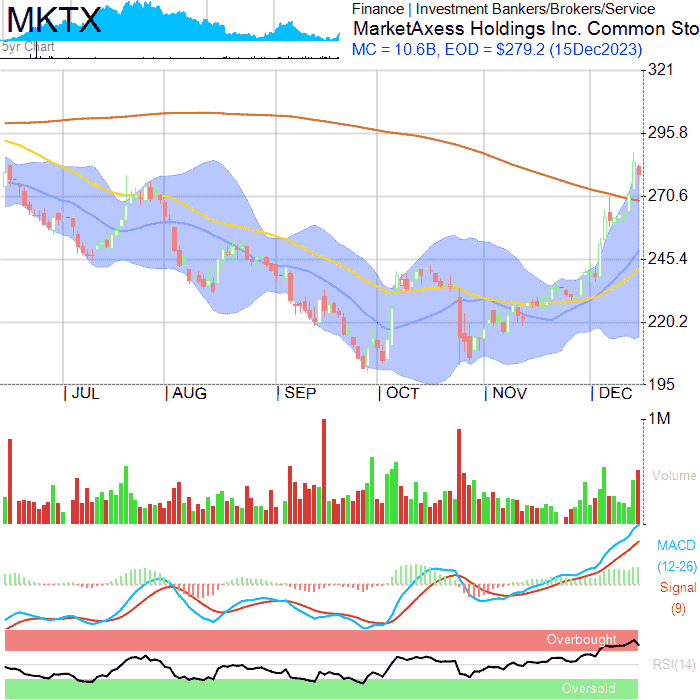 MKTX
5yr Chart
Finance | Investment Bankers/Brokers/Service
MarketAxess Holdings Inc. Common Sto
MC = 10.6B, EOD = $279.2 (15Dec2023)
321
295.8
270.6
245.4
220.2
195
| JUL | AUG | SEP | OCT | NOV | DEC
1M
Volume
MACD
(12-26)
Signal
(9)
Overbought
RSI(14)
Oversold